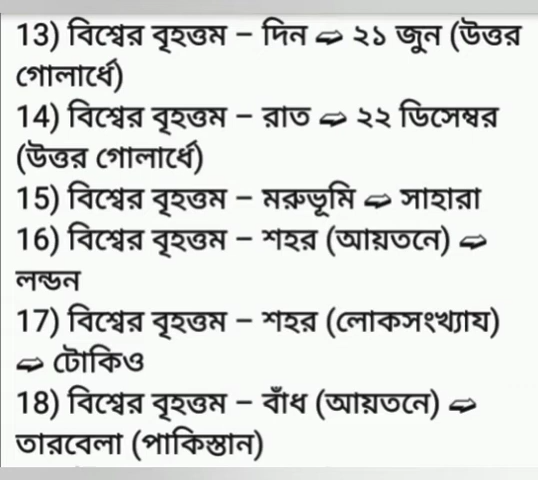 13) বিশ্বের বৃহত্তম – দিন ➫ ২১ জুন (উত্তর
গোলার্ধে)
14) বিশ্বের বৃহত্তম – রাত ➫ ২২ ডিসেম্বর
(উত্তর গোলার্ধে)
15) বিশ্বের বৃহত্তম – মরুভূমি ➫ সাহারা
16) বিশ্বের বৃহত্তম – শহর (আয়তনে) ➫
লন্ডন
17) বিশ্বের বৃহত্তম – শহর (লোকসংখ্যায)
➫ টোকিও
18) বিশ্বের বৃহত্তম – বাঁধ (আয়তনে) ➫
তারবেলা (পাকিস্তান)